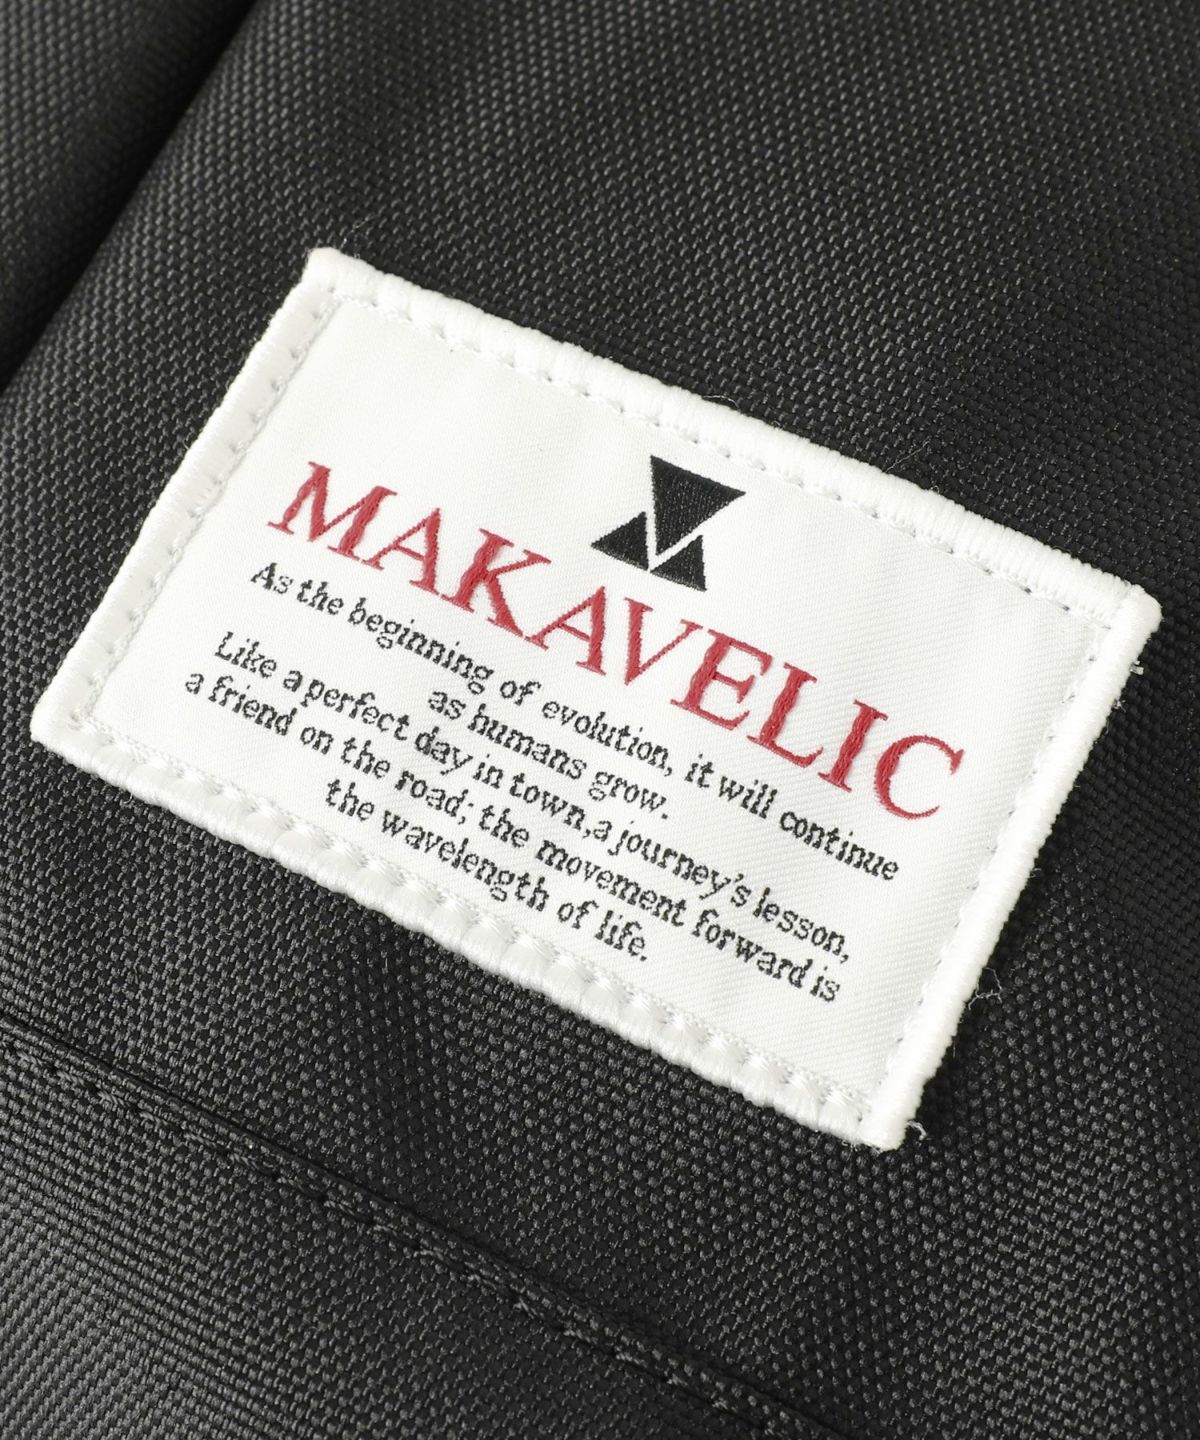 MAKAVELIC
As the beginning of evolution, it will continue
as humans grow.
Like a perfect day in town,a journey's lesson,
a friend on the road; the movement forward is
the wavelength of life.